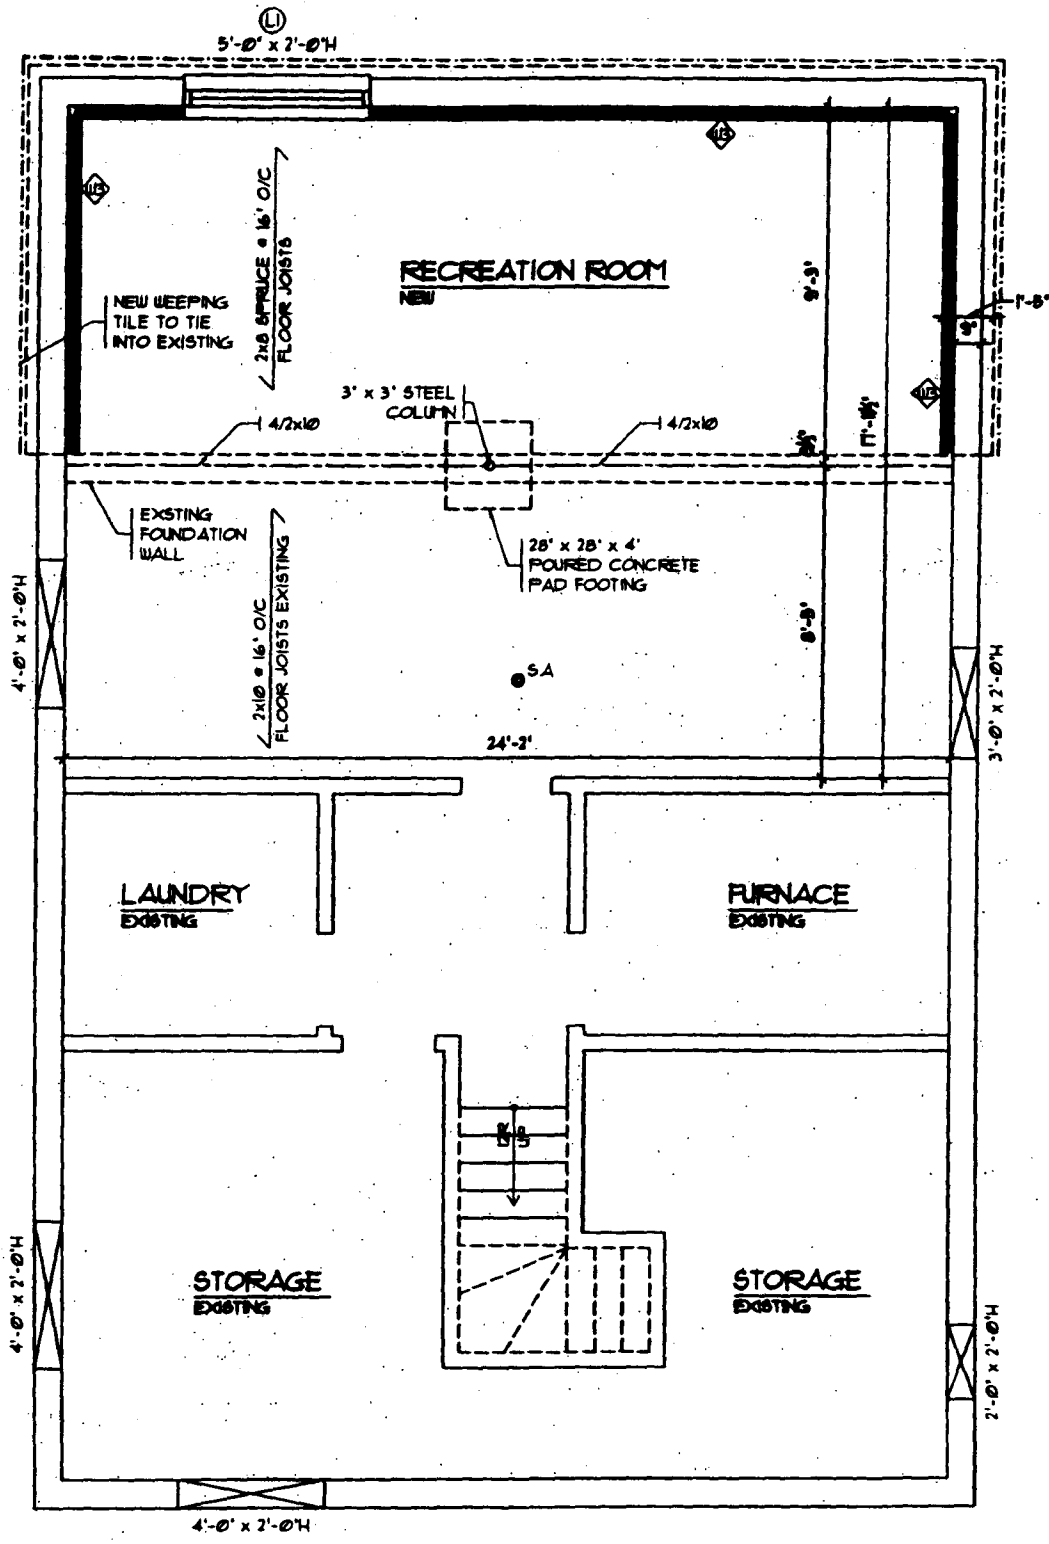 L1
5'-0" x 2'-0"H
2x8 SPRUCE @ 16" O/C
FLOOR JOISTS
RECREATION ROOM
NEW
NEW WEEPING
TILE TO TIE
INTO EXISTING
9'-3"
1'-8"
3" x 3" STEEL
COLUMN
4/2x10
4/2x10
EXSTING
FOUNDATION
WALL
28" x 28" x 4"
POURED CONCRETE
PAD FOOTING
4'-0" x 2'-0"H
2x10 @ 16" O/C
FLOOR JOISTS EXISTING
8'-8"
SA
3'-0" x 2'-0"H
24'-2"
LAUNDRY
EXISTING
FURNACE
EXISTING
UP
STORAGE
EXISTING
STORAGE
EXISTING
4'-0" x 2'-0"H
2'-0" x 2'-0"H
4'-0" x 2'-0"H